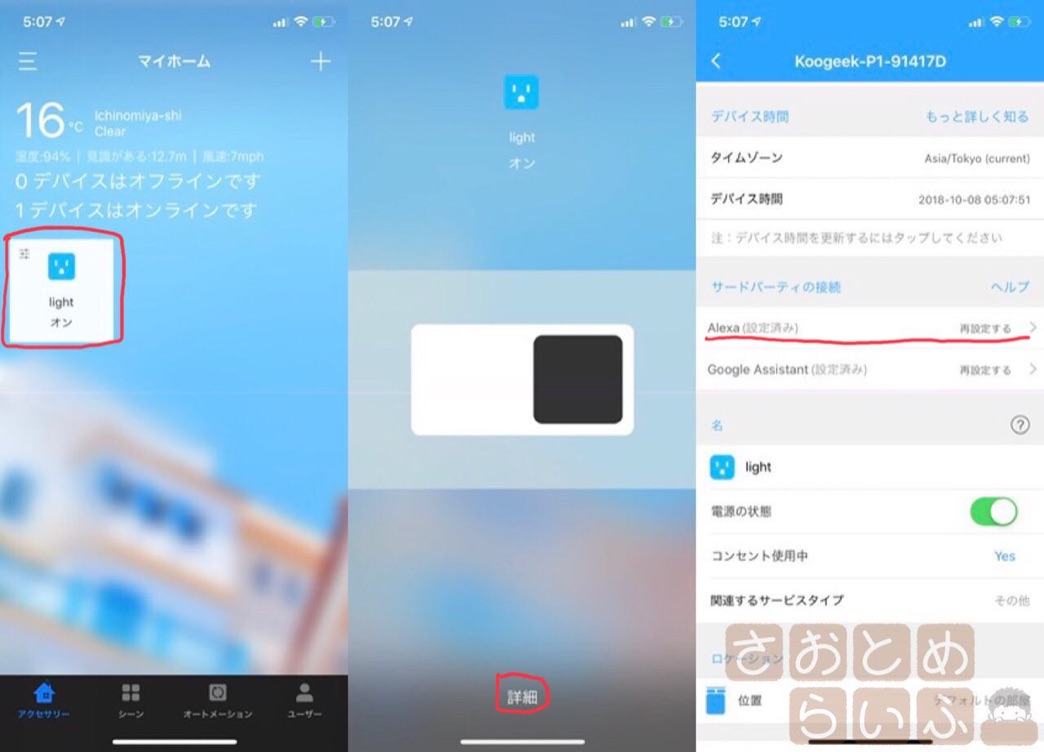 5:07
マイホーム
16°C
Ichinomiya-shi
Clear
湿度:94% | 見識がある:12.7m | 風速:7mph
0 デバイスはオフラインです
1 デバイスはオンラインです
light
オン
アクセサリー
シーン
オートメーション
ユーザー
5:07
light
オン
詳細
5:07
Koogeek-P1-91417D
デバイス時間 もっと詳しく知る
タイムゾーン Asia/Tokyo (current)
デバイス時間 2018-10-08 05:07:51
注：デバイス時間を更新するにはタップしてください
サードパーティの接続 ヘルプ
Alexa (設定済み) 再設定する
Google Assistant (設定済み) 再設定する
名 ?
light
電源の状態
コンセント使用中 Yes
関連するサービスタイプ その他
ロケーション
位置 デフォルトの部屋
さおとめ
らいふ